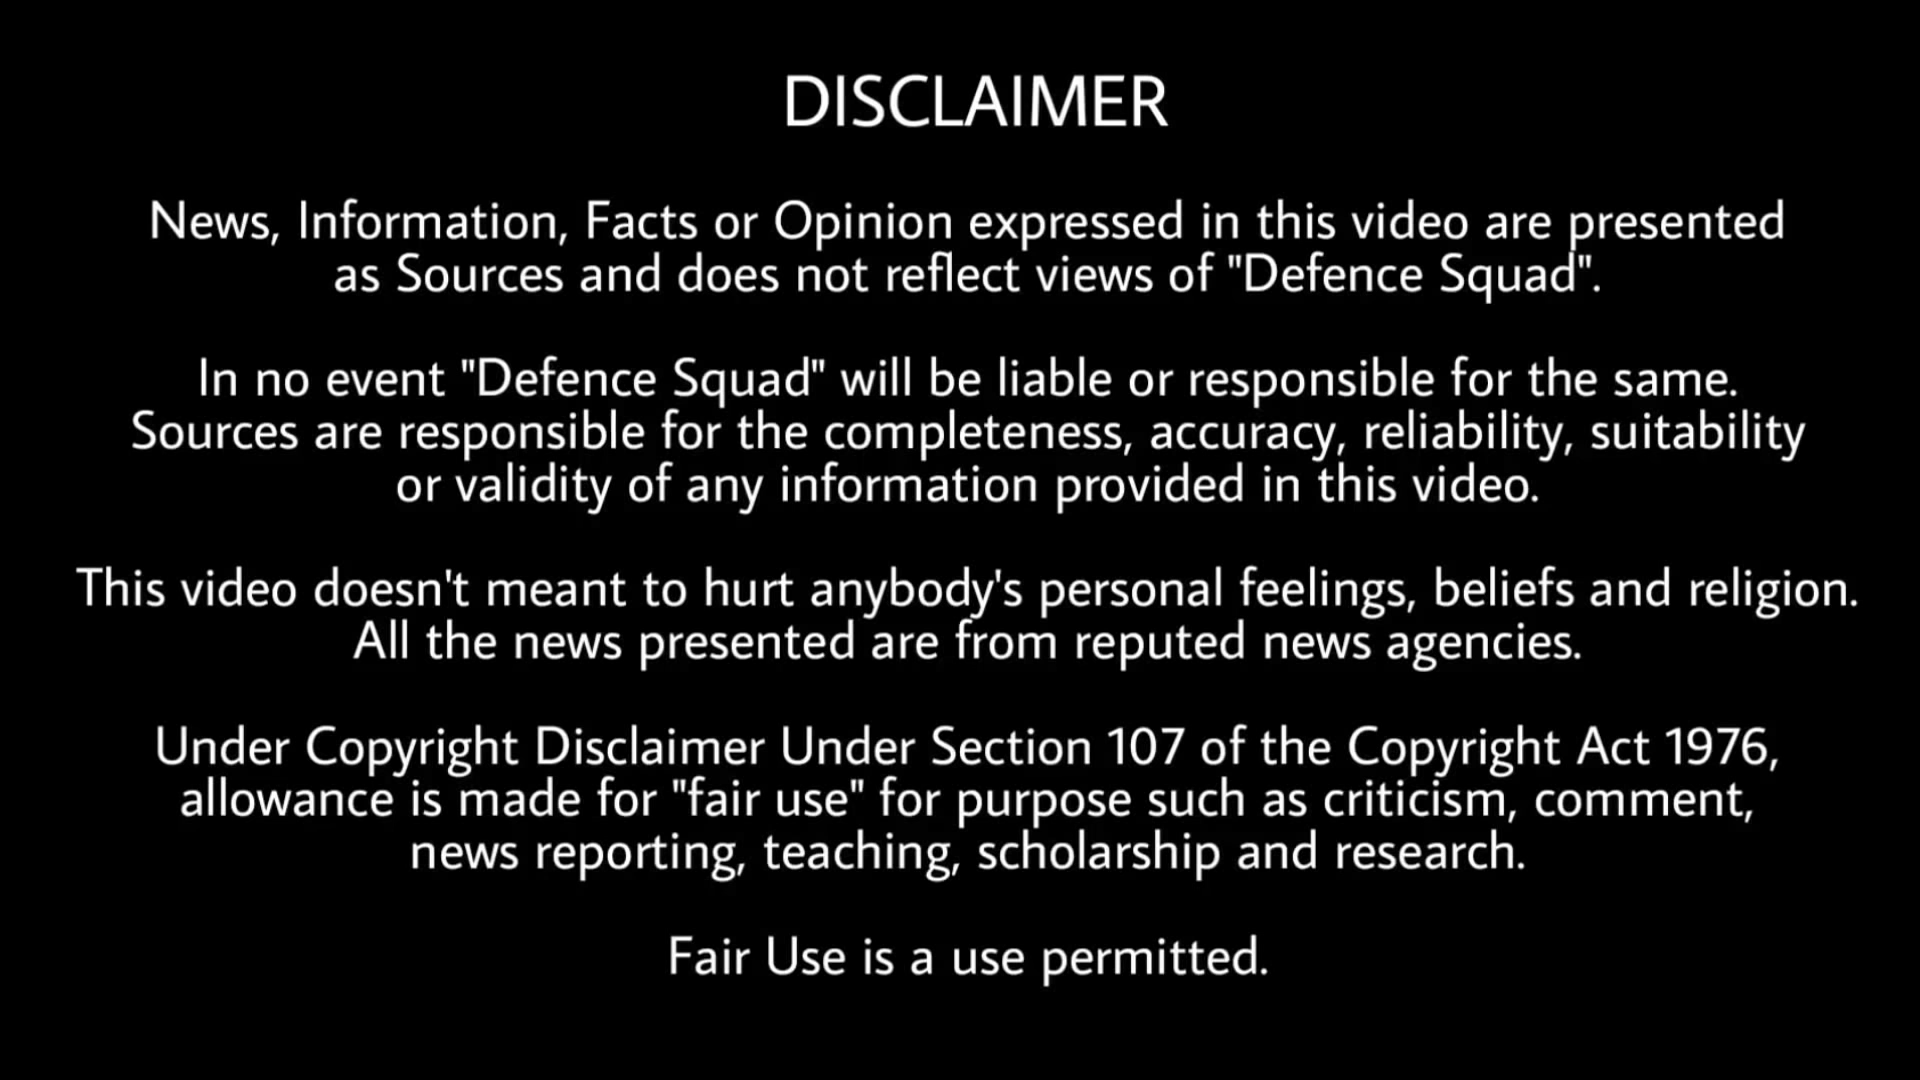 DISCLAIMER
News, Information, Facts or Opinion expressed in this video are presented
as Sources and does not reflect views of "Defence Squad".
In no event "Defence Squad" will be liable or responsible for the same.
Sources are responsible for the completeness, accuracy, reliability, suitability
or validity of any information provided in this video.
This video doesn't meant to hurt anybody's personal feelings, beliefs and religion.
All the news presented are from reputed news agencies.
Under Copyright Disclaimer Under Section 107 of the Copyright Act 1976,
allowance is made for "fair use" for purpose such as criticism, comment,
news reporting, teaching, scholarship and research.
Fair Use is a use permitted.